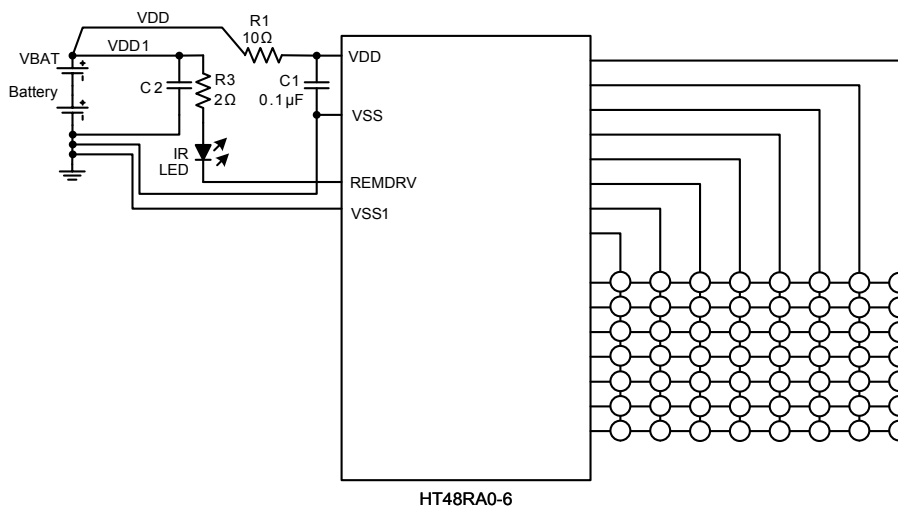 VDD
R1
10Ω
VDD1
VBAT
VDD
Battery
C2
R3
2Ω
C1
0.1µF
VSS
IR
LED
REMDRV
VSS1
HT48RA0-6